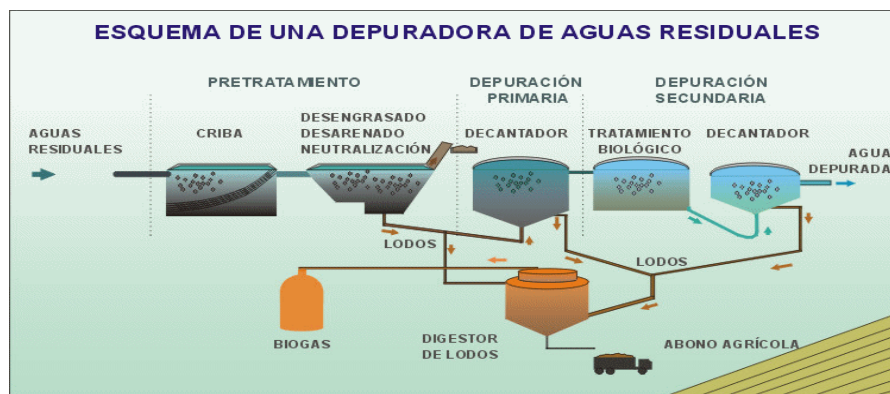 ESQUEMA DE UNA DEPURADORA DE AGUAS RESIDUALES
PRETRATAMIENTO
DEPURACIÓN
PRIMARIA
DEPURACIÓN
SECUNDARIA
AGUAS
RESIDUALES
CRIBA
DESENGRASADO
DESARENADO
NEUTRALIZACIÓN
DECANTADOR
TRATAMIENTO
BIOLÓGICO
DECANTADOR
AGUA
DEPURADA
LODOS
LODOS
BIOGAS
DIGESTOR
DE LODOS
ABONO AGRÍCOLA